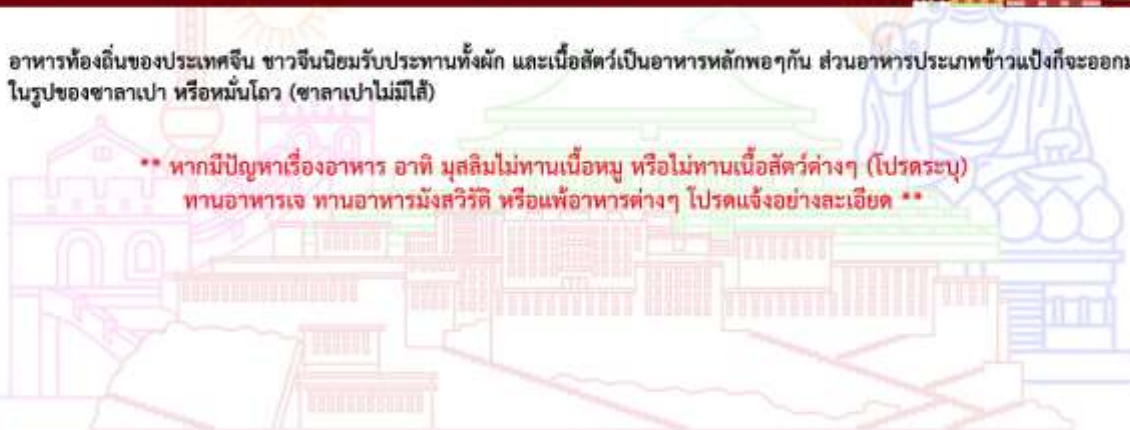 อาหารท้องถิ่นของประเทศจีน ชาวจีนนิยมรับประทานทั้งผัก และเนื้อสัตว์เป็นอาหารหลักพอๆกัน ส่วนอาหารประเภทข้าวแป้งก็จะออกม
ในรูปของซาลาเปา หรือหมั่นโถว (ซาลาเปาไม่มีไส้)
** หากมีปัญหาเรื่องอาหาร อาทิ มุสลิมไม่ทานเนื้อหมู หรือไม่ทานเนื้อสัตว์ต่างๆ (โปรดระบุ)
ทานอาหารเจ ทานอาหารมังสวิรัติ หรือแพ้อาหารต่างๆ โปรดแจ้งอย่างละเอียด **